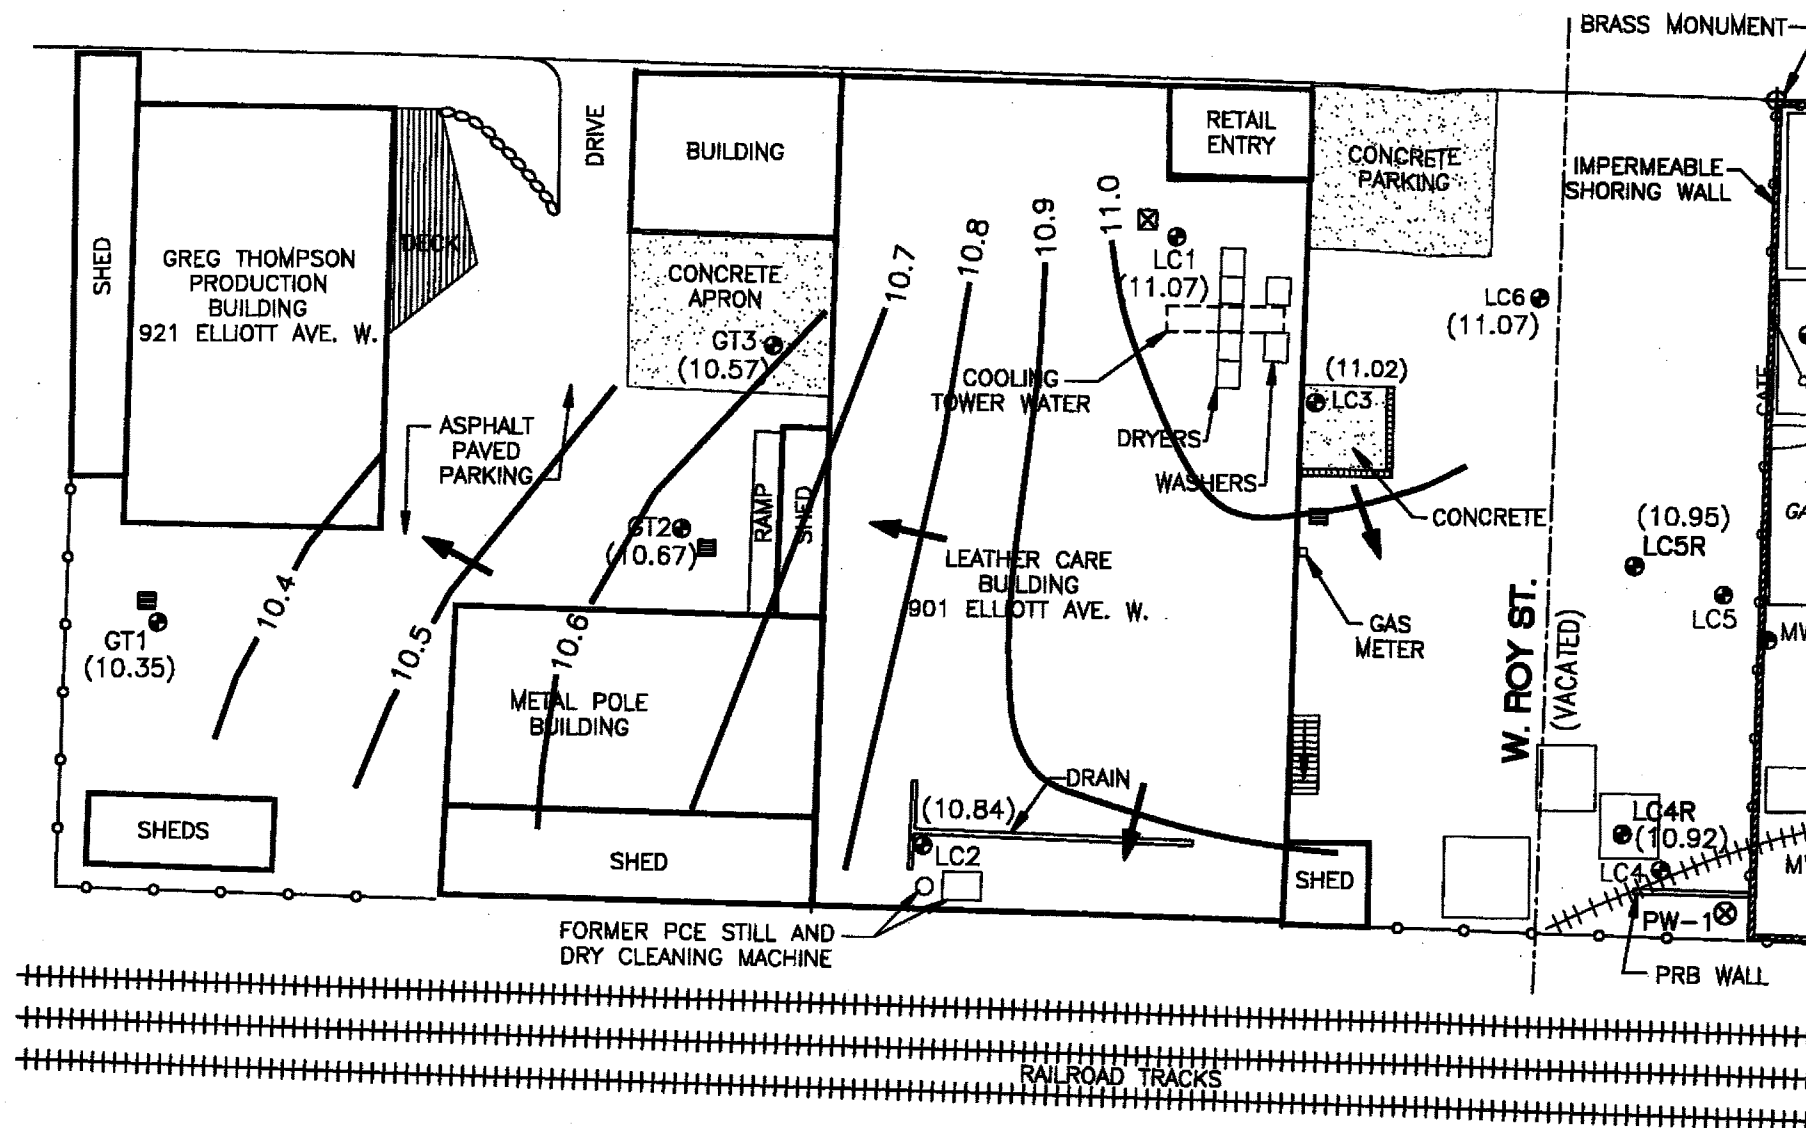 BRASS MONUMENT
SHED
GREG THOMPSON
PRODUCTION
BUILDING
921 ELLIOTT AVE. W.
DECK
DRIVE
BUILDING
CONCRETE
APRON
GT3
(10.57)
RETAIL
ENTRY
CONCRETE
PARKING
IMPERMEABLE
SHORING WALL
10.7
10.8
10.9
11.0
LC1
(11.07)
LC6
(11.07)
COOLING
TOWER WATER
DRYERS
WASHERS
(11.02)
LC3
CONCRETE
GATE
ASPHALT
PAVED
PARKING
GT2
(10.67)
RAMP
SHED
LEATHER CARE
BUILDING
901 ELLIOTT AVE. W.
GAS
METER
(10.95)
LC5R
LC5
W. ROY ST.
(VACATED)
GT1
(10.35)
10.4
10.5
10.6
METAL POLE
BUILDING
SHEDS
SHED
DRAIN
(10.84)
LC2
SHED
LC4R
(10.92)
LC4
PW-1
PRB WALL
FORMER PCE STILL AND
DRY CLEANING MACHINE
RAILROAD TRACKS